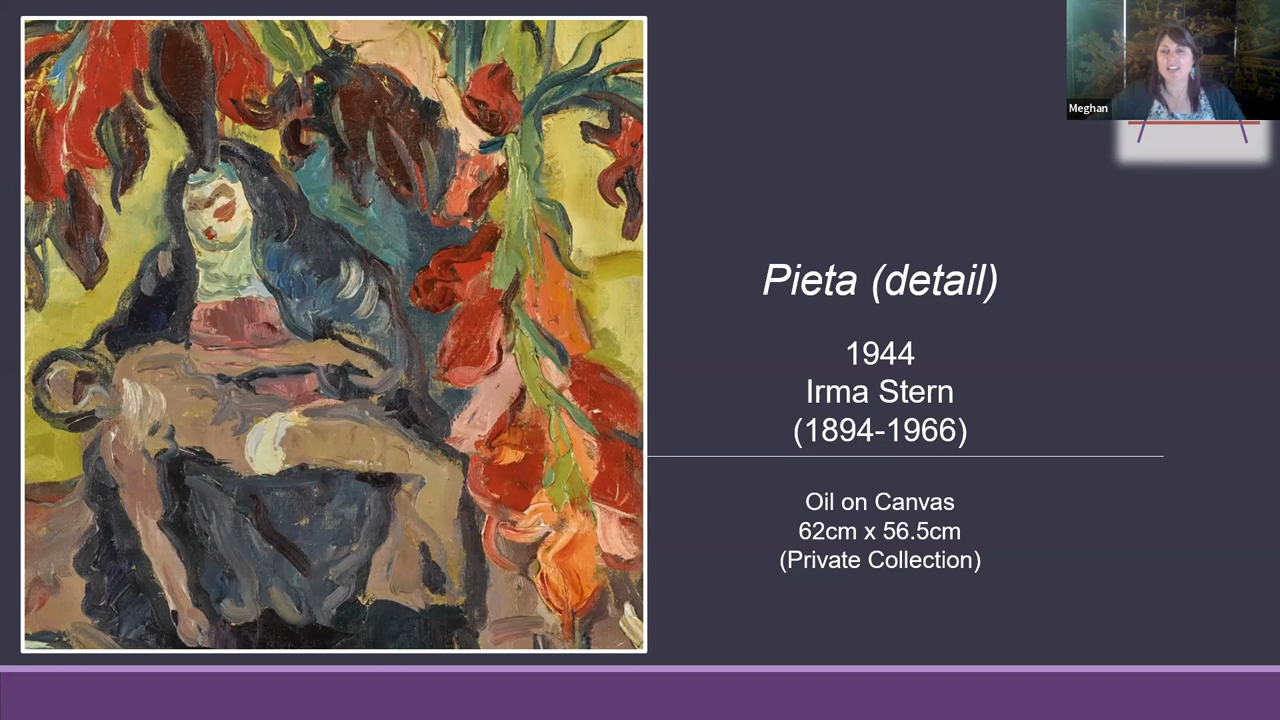 Meghan
Pieta (detail)
1944
Irma Stern
(1894-1966)
Oil on Canvas
62cm x 56.5cm
(Private Collection)